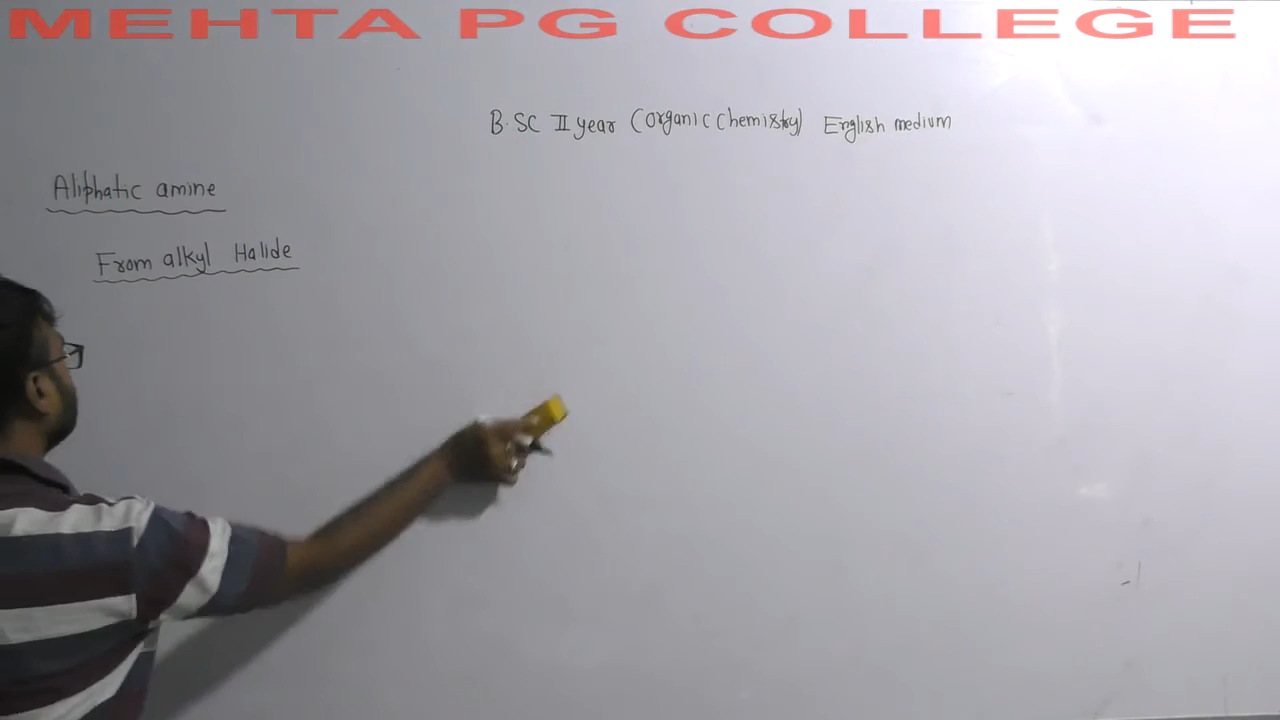 MEHTA PG COLLEGE
B.SC II year (Organic Chemistry) English medium
Aliphatic amine
From alkyl Halide